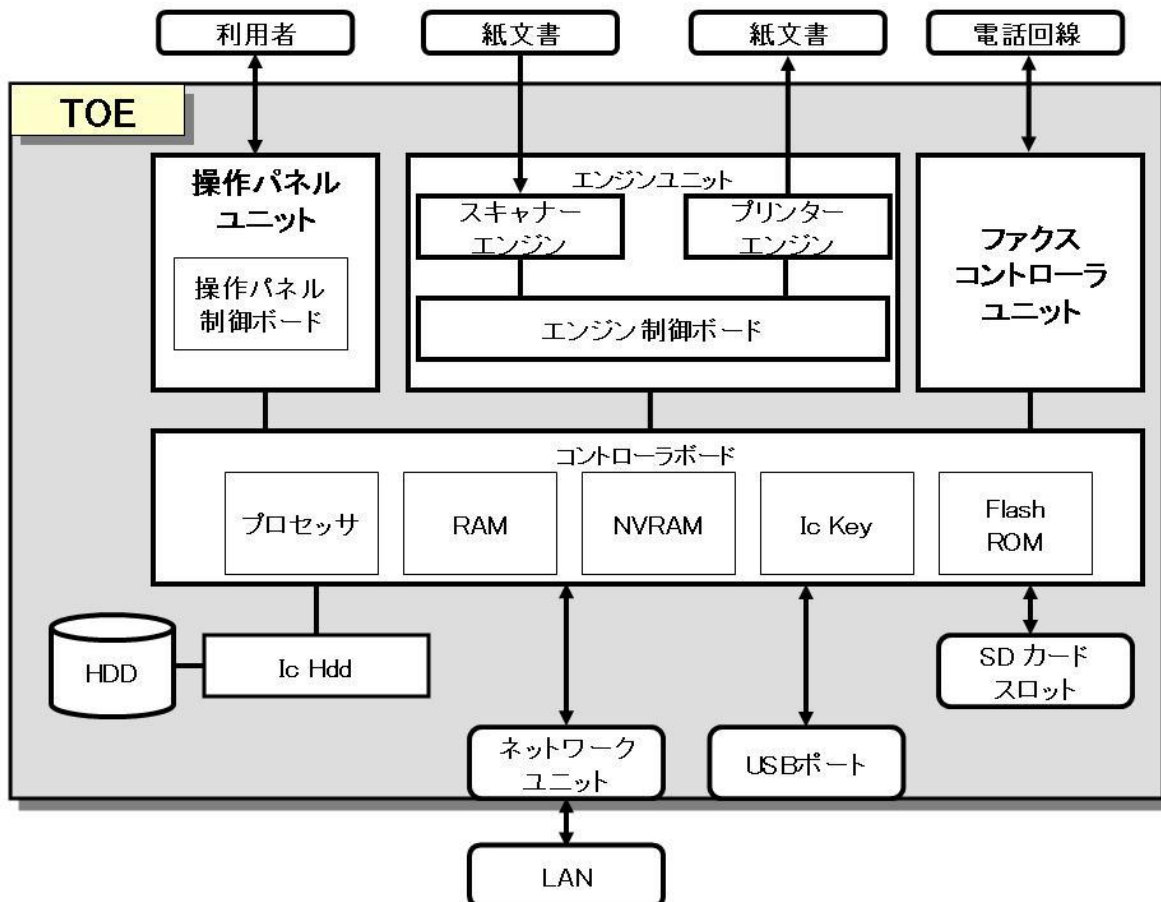 利用者
紙文書
紙文書
電話回線
TOE
操作パネル
ユニット
操作パネル
制御ボード
エンジンユニット
スキャナー
エンジン
プリンター
エンジン
エンジン制御ボード
ファクス
コントローラ
ユニット
コントローラボード
プロセッサ
RAM
NVRAM
Ic Key
Flash
ROM
HDD
Ic Hdd
SDカード
スロット
ネットワーク
ユニット
USBポート
LAN